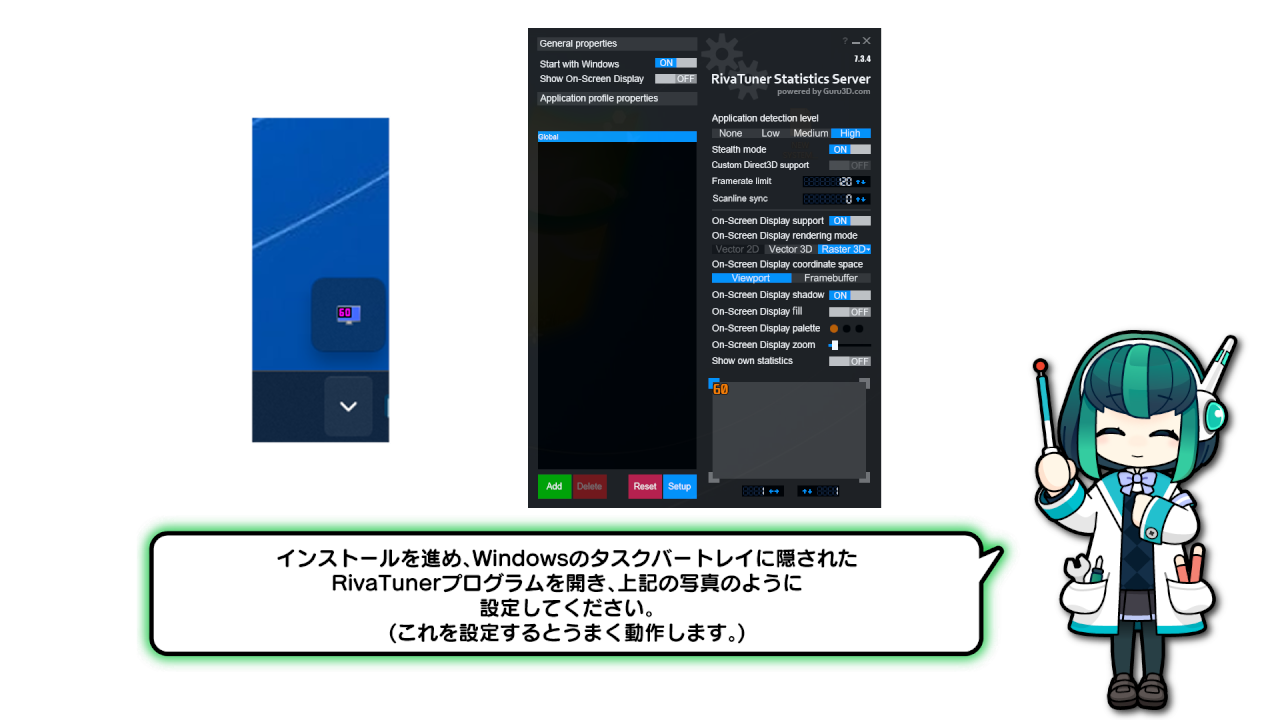 General properties
Start with Windows ON
Show On-Screen Display OFF
Application profile properties
Global
Add Delete Reset Setup
?
7.3.4
RivaTuner Statistics Server
powered by Guru3D.com
Application detection level
None Low Medium High
Stealth mode ON
Custom Direct3D support OFF
Framerate limit 120
Scanline sync 0
On-Screen Display support ON
On-Screen Display rendering mode
Vector 2D Vector 3D Raster 3D
On-Screen Display coordinate space
Viewport Framebuffer
On-Screen Display shadow ON
On-Screen Display fill OFF
On-Screen Display palette
On-Screen Display zoom
Show own statistics OFF
60
1 1
60
インストールを進め、Windowsのタスクバートレイに隠された
RivaTunerプログラムを開き、上記の写真のように
設定してください。
(これを設定するとうまく動作します。)